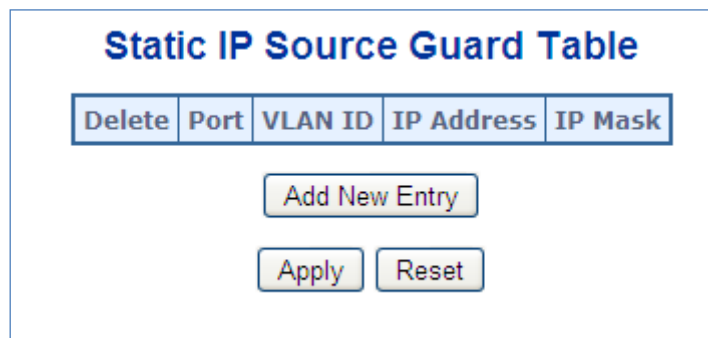 Static IP Source Guard Table
Delete Port VLAN ID IP Address IP Mask
Add New Entry
Apply Reset